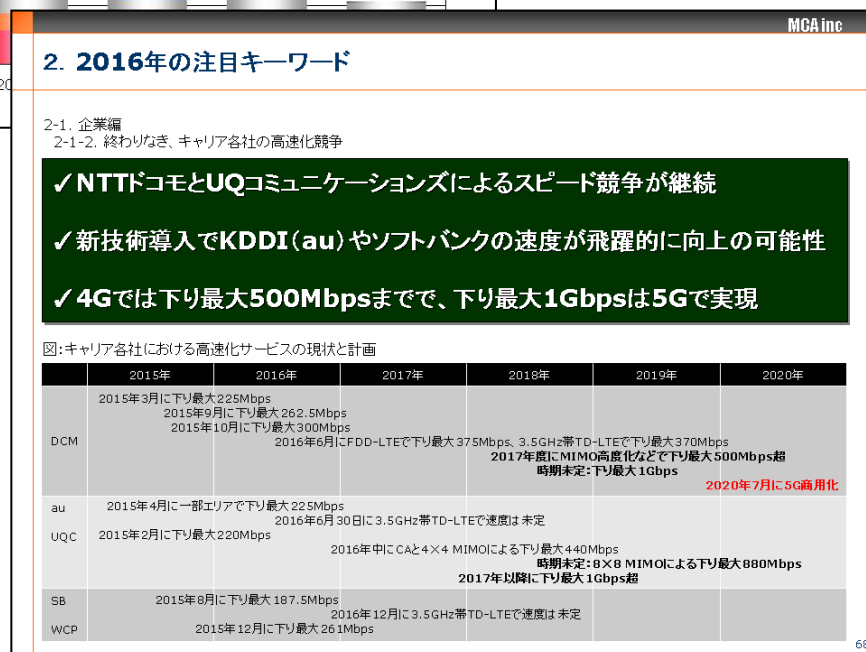 MCA inc
2. 2016年の注目キーワード
2-1. 企業編
2-1-2. 終わりなき、キャリア各社の高速化競争
✓NTTドコモとUQコミュニケーションズによるスピード競争が継続
✓新技術導入でKDDI(au)やソフトバンクの速度が飛躍的に向上の可能性
✓4Gでは下り最大500Mbpsまでで、下り最大1Gbpsは5Gで実現
図:キャリア各社における高速化サービスの現状と計画
2015年 2016年 2017年 2018年 2019年 2020年
2015年3月に下り最大225Mbps
2015年9月に下り最大262.5Mbps
2015年10月に下り最大300Mbps
DCM 2016年6月にFDD-LTEで下り最大375Mbps、3.5GHz帯TD-LTEで下り最大370Mbps
2017年度にMIMO高度化などで下り最大500Mbps超
時期未定:下り最大1Gbps
2020年7月に5G商用化
au 2015年4月に一部エリアで下り最大225Mbps
2016年6月30日に3.5GHz帯TD-LTEで速度は未定
UQC 2015年2月に下り最大220Mbps
2016年中にCAと4×4 MIMOによる下り最大440Mbps
時期未定:8×8 MIMOによる下り最大880Mbps
2017年以降に下り最大1Gbps超
SB 2015年8月に下り最大187.5Mbps
2016年12月に3.5GHz帯TD-LTEで速度は未定
WCP 2015年12月に下り最大261Mbps